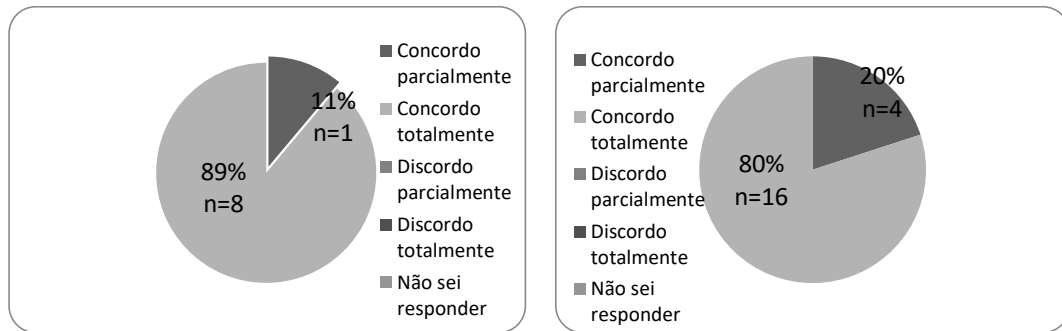 Concordo
parcialmente
Concordo
totalmente
Discordo
parcialmente
Discordo
totalmente
Não sei
responder
11%
n=1
89%
n=8
Concordo
parcialmente
Concordo
totalmente
Discordo
parcialmente
Discordo
totalmente
Não sei
responder
20%
n=4
80%
n=16